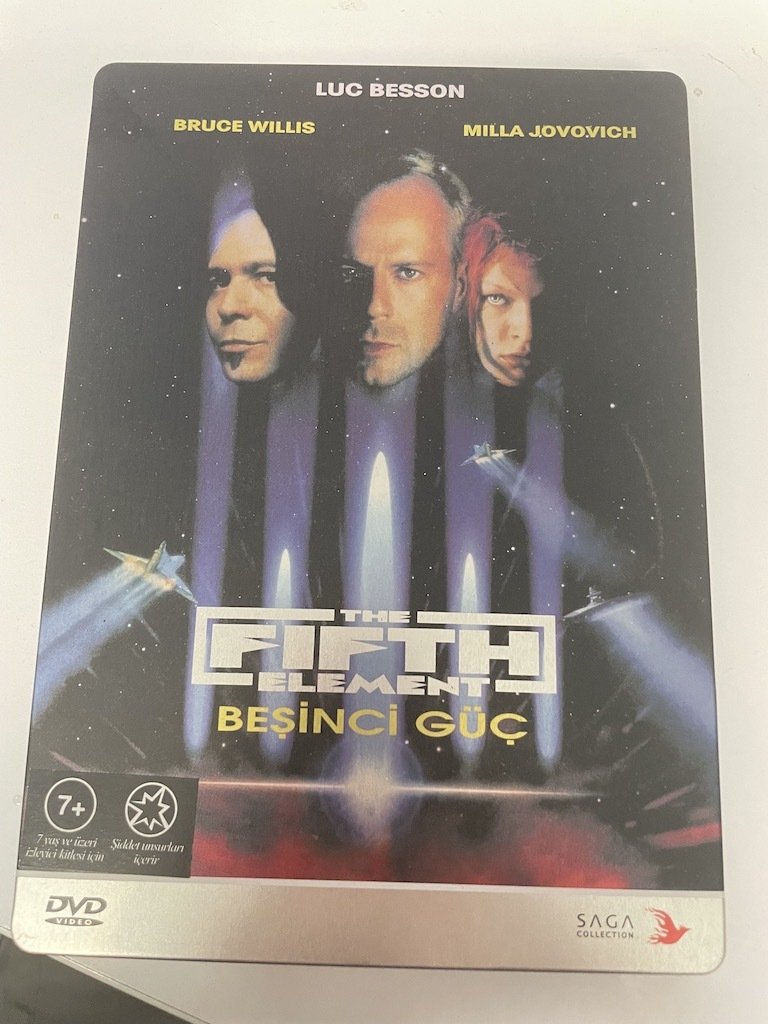 LUC BESSON
BRUCE WILLIS
MILLA JOVOVICH
THE
FIFTH
ELEMENT
BEŞİNCİ GÜÇ
7+
7 yaş ve üzeri
izleyici kitlesi için
Şiddet unsurları
içerir
DVD
VIDEO
SAGA
COLLECTION